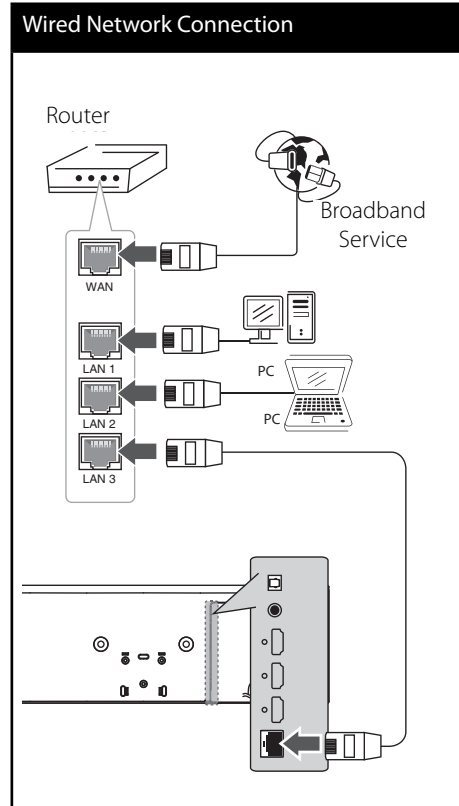 Wired Network Connection
Router
Broadband
Service
WAN
LAN 1
PC
LAN 2
PC
LAN 3